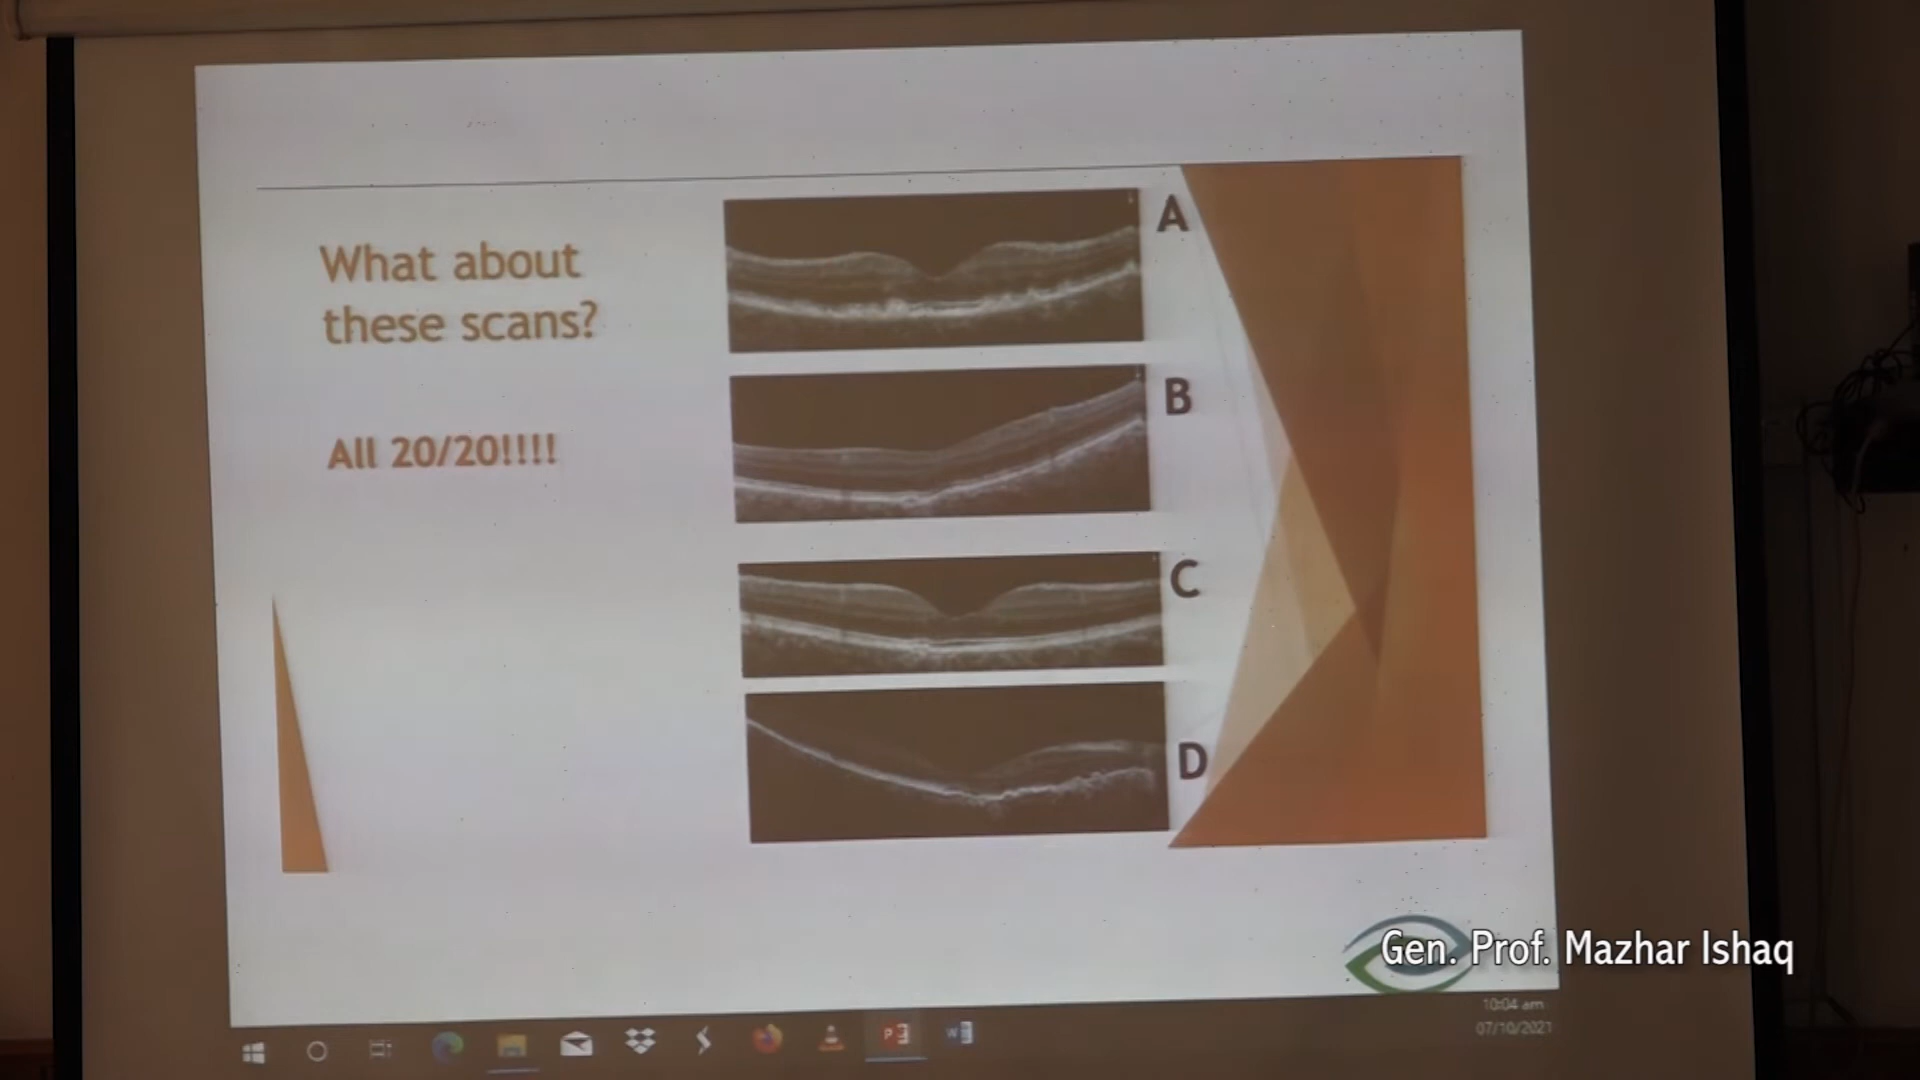 What about
these scans?
All 20/20!!!!
A
B
C
D
Gen. Prof. Mazhar Ishaq
10:04 am
07/10/2021